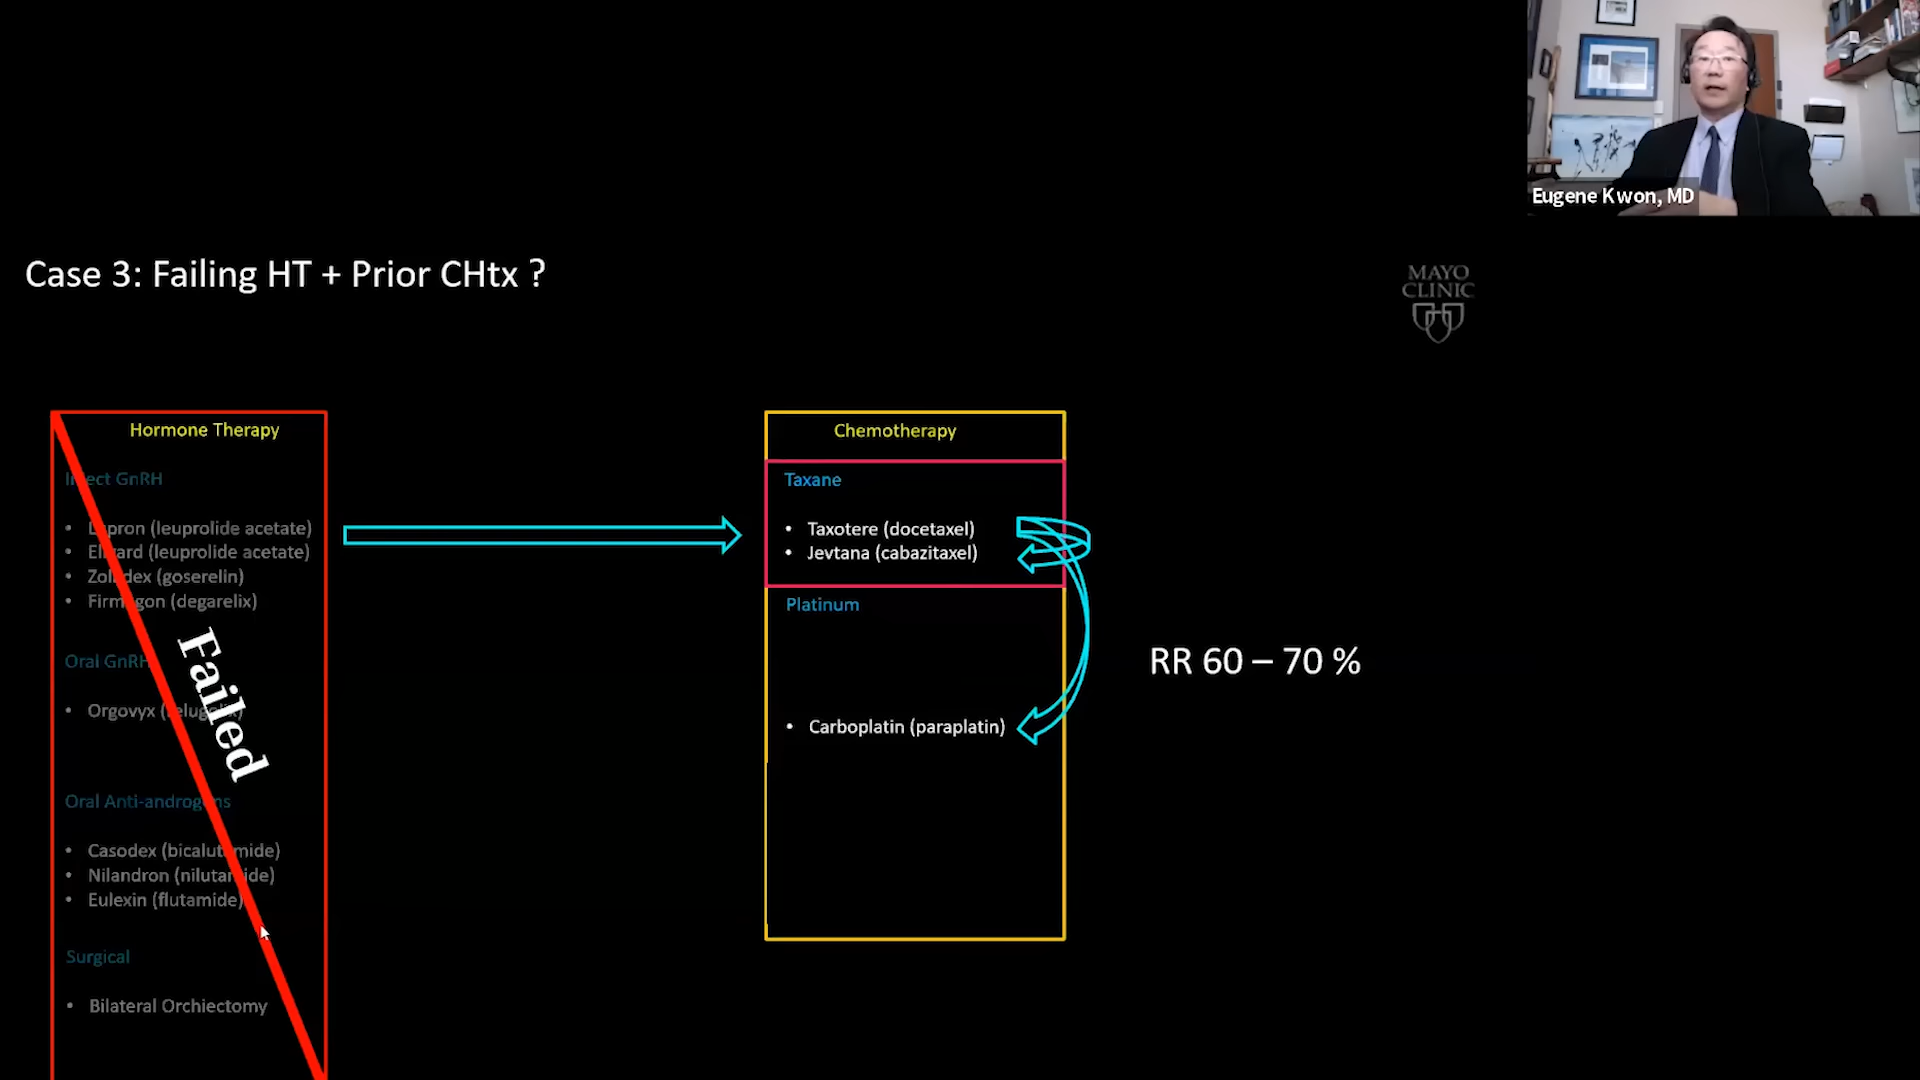 Eugene Kwon, MD
Case 3: Failing HT + Prior CHtx ?
MAYO
CLINIC
Hormone Therapy
Inject GnRH
• Lupron (leuprolide acetate)
• Eligard (leuprolide acetate)
• Zoladex (goserelin)
• Firmagon (degarelix)
Oral GnRH
• Orgovyx (relugolix)
Oral Anti-androgens
• Casodex (bicalutamide)
• Nilandron (nilutamide)
• Eulexin (flutamide)
Surgical
• Bilateral Orchiectomy
Failed
Chemotherapy
Taxane
• Taxotere (docetaxel)
• Jevtana (cabazitaxel)
Platinum
• Carboplatin (paraplatin)
RR 60 – 70 %